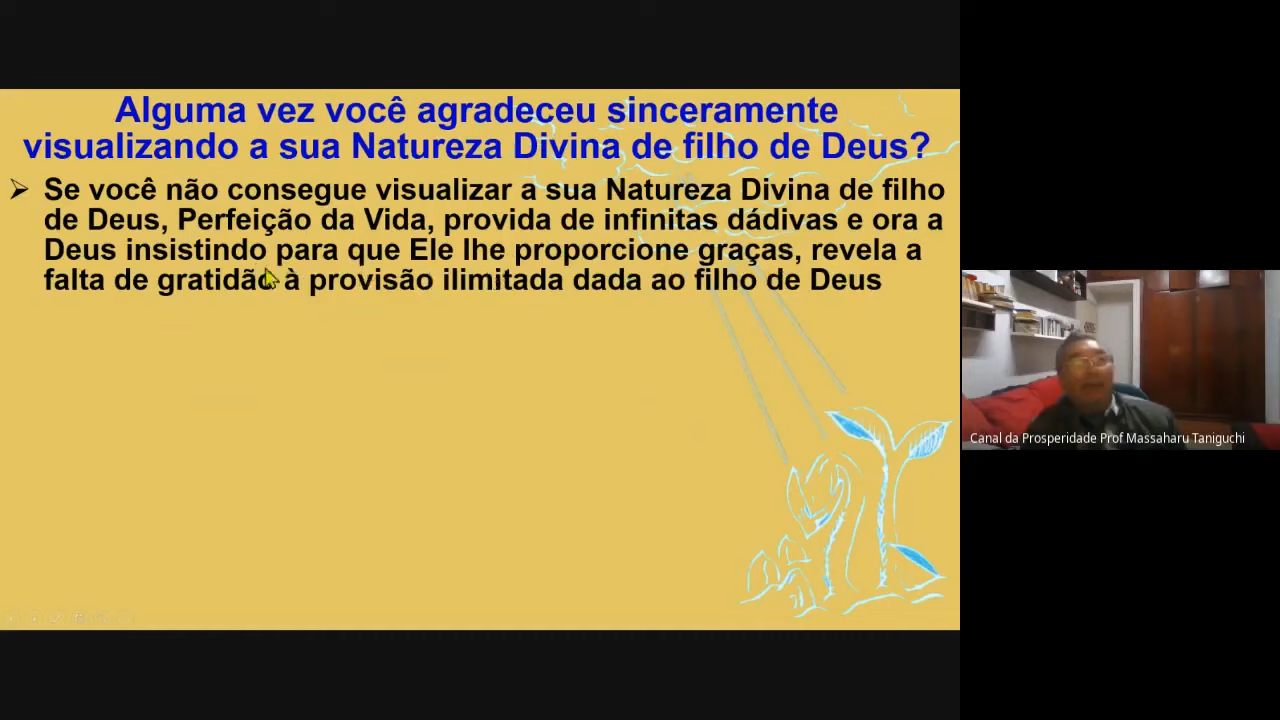 Alguma vez você agradeceu sinceramente
visualizando a sua Natureza Divina de filho de Deus?
➢ Se você não consegue visualizar a sua Natureza Divina de filho
de Deus, Perfeição da Vida, provida de infinitas dádivas e ora a
Deus insistindo para que Ele lhe proporcione graças, revela a
falta de gratidão à provisão ilimitada dada ao filho de Deus
Canal da Prosperidade Prof Massaharu Taniguchi